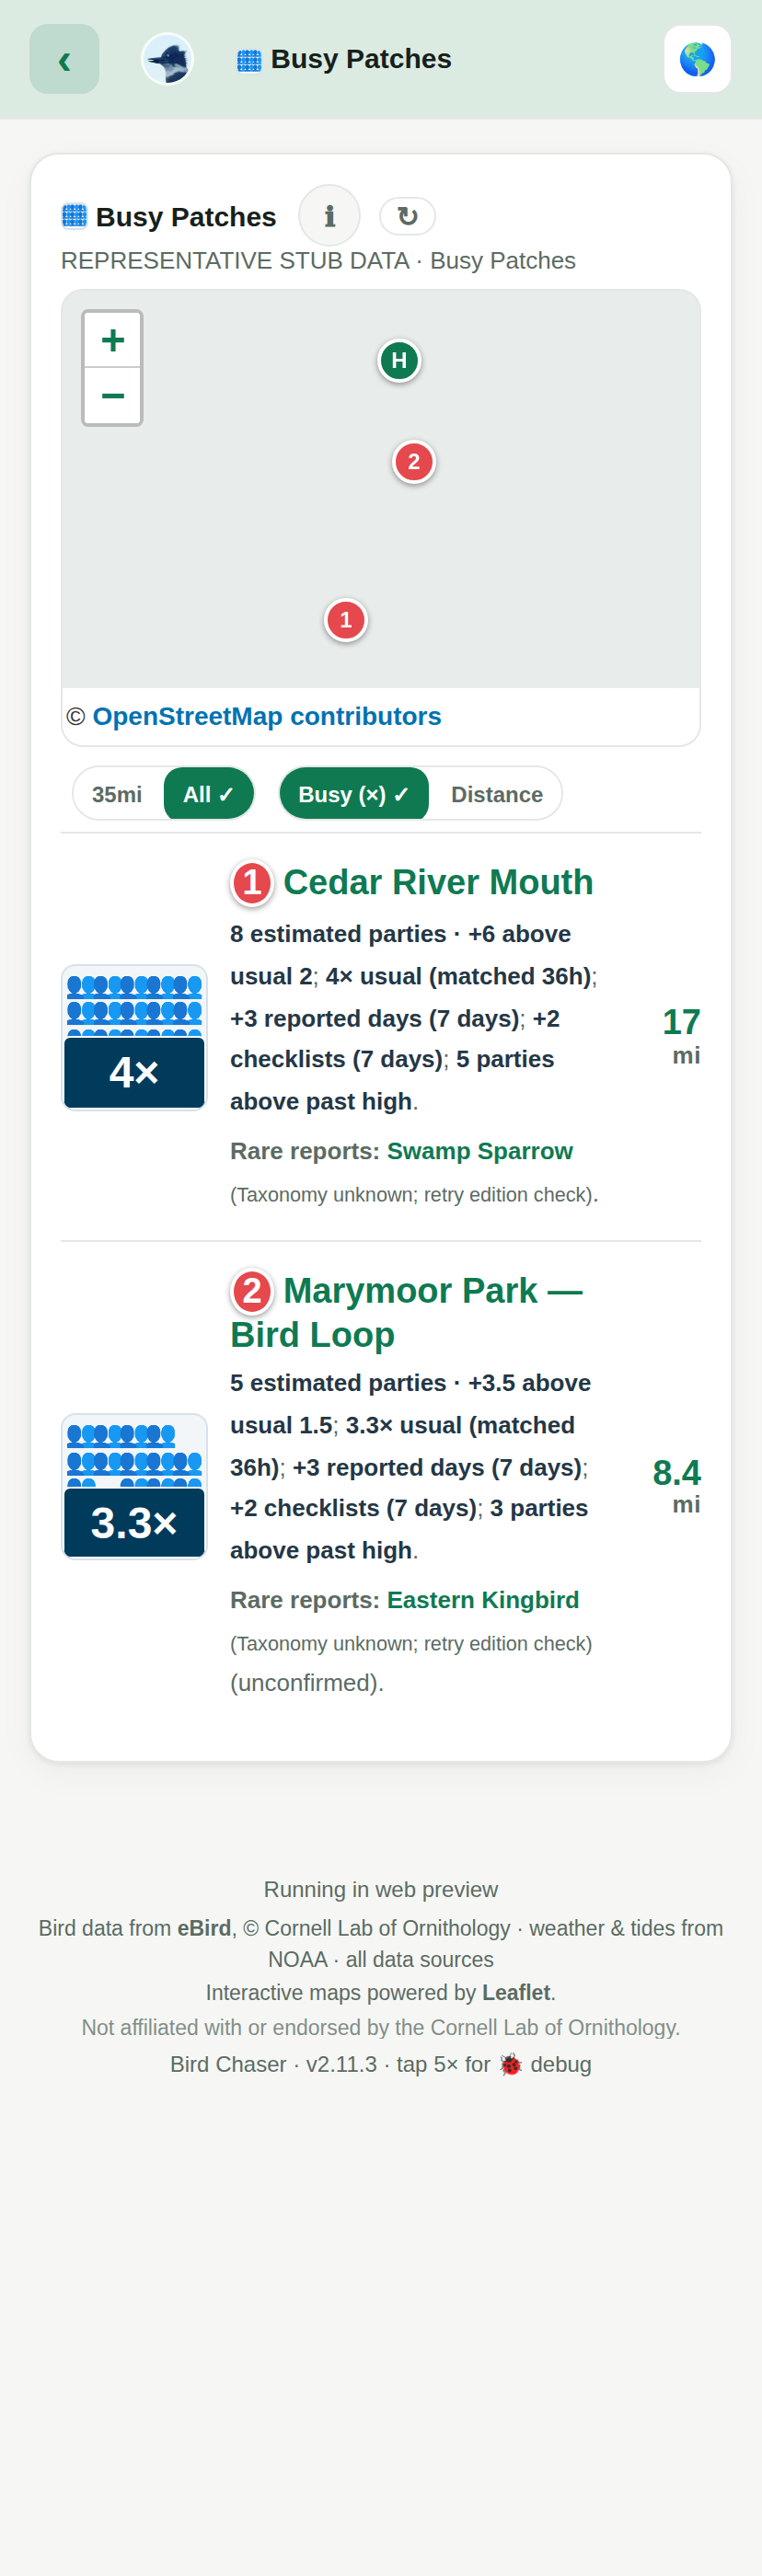 ‹ Busy Patches
Busy Patches ℹ ↻
REPRESENTATIVE STUB DATA · Busy Patches
+
−
H
2
1
© OpenStreetMap contributors
35mi All ✓ Busy (×) ✓ Distance
1 Cedar River Mouth
8 estimated parties · +6 above
usual 2; 4× usual (matched 36h);
+3 reported days (7 days); +2
checklists (7 days); 5 parties
above past high.
4×
17
mi
Rare reports: Swamp Sparrow
(Taxonomy unknown; retry edition check).
2 Marymoor Park —
Bird Loop
5 estimated parties · +3.5 above
usual 1.5; 3.3× usual (matched
36h); +3 reported days (7 days);
+2 checklists (7 days); 3 parties
above past high.
3.3×
8.4
mi
Rare reports: Eastern Kingbird
(Taxonomy unknown; retry edition check)
(unconfirmed).
Running in web preview
Bird data from eBird, © Cornell Lab of Ornithology · weather & tides from
NOAA · all data sources
Interactive maps powered by Leaflet.
Not affiliated with or endorsed by the Cornell Lab of Ornithology.
Bird Chaser · v2.11.3 · tap 5× for 🐞 debug